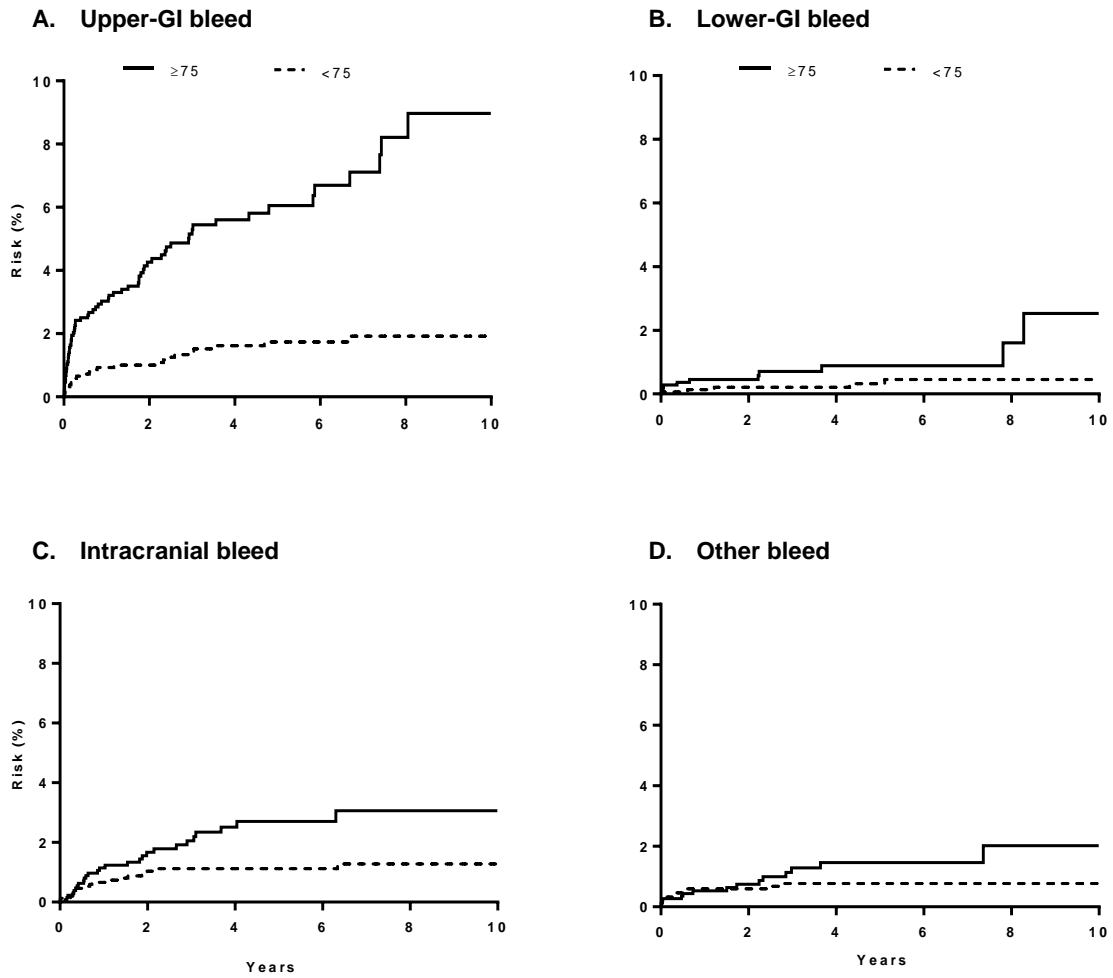 A. Upper-GI bleed
≥75 <75
10
8
6
4
2
0
Risk (%)
0 2 4 6 8 10
B. Lower-GI bleed
≥75 <75
10
8
6
4
2
0
0 2 4 6 8 10
C. Intracranial bleed
10
8
6
4
2
0
Risk (%)
0 2 4 6 8 10
Years
D. Other bleed
10
8
6
4
2
0
0 2 4 6 8 10
Years